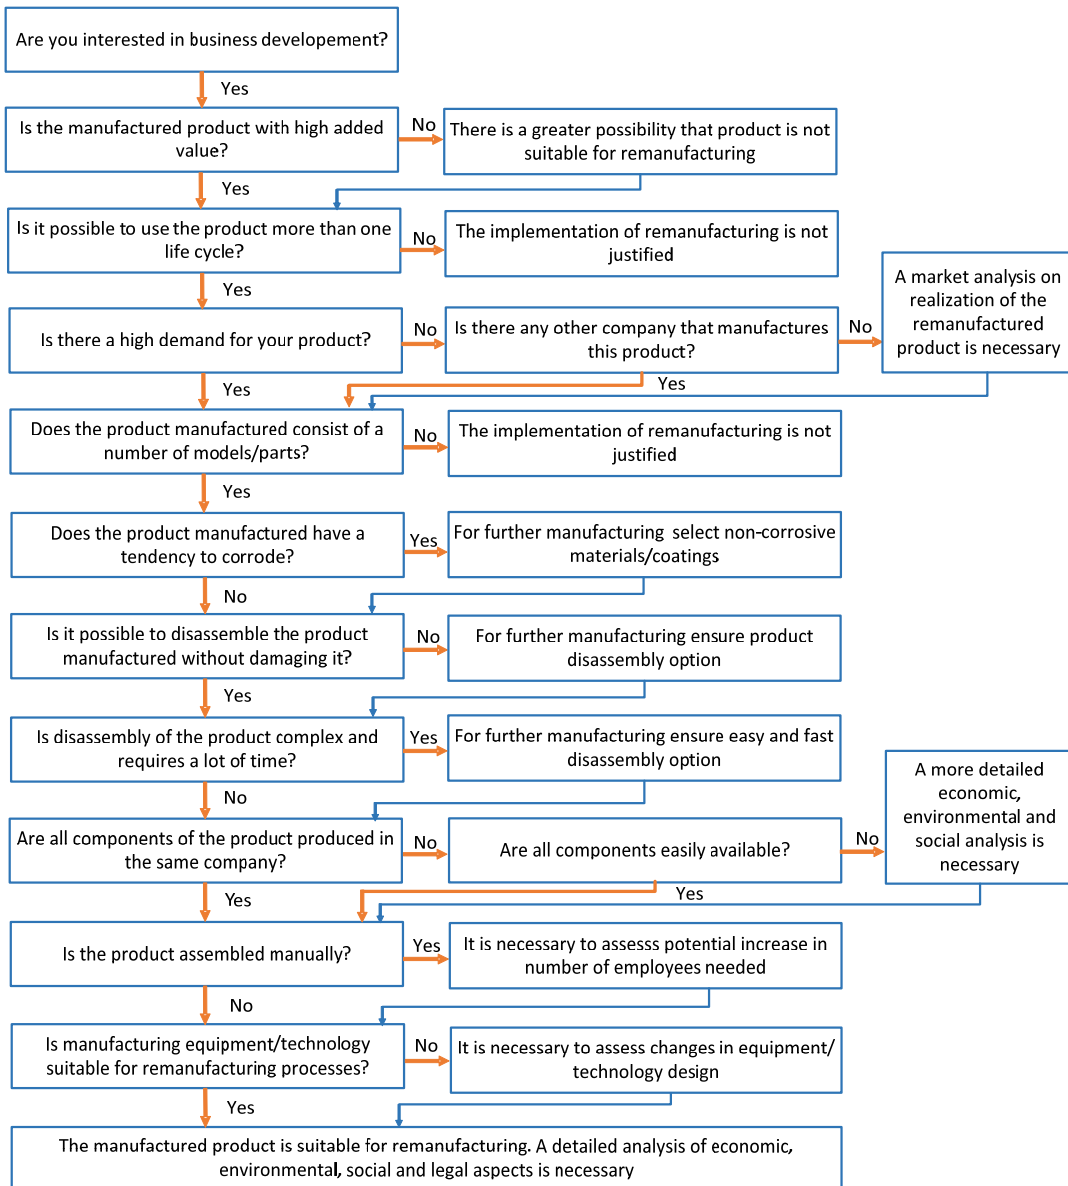 Are you interested in business developement?
Yes
Is the manufactured product with high added
value?
No
There is a greater possibility that product is not
suitable for remanufacturing
Yes
Is it possible to use the product more than one
life cycle?
No
The implementation of remanufacturing is not
justified
Yes
Is there a high demand for your product?
No
Is there any other company that manufactures
this product?
No
A market analysis on
realization of the
remanufactured
product is necessary
Yes
Yes
Does the product manufactured consist of a
number of models/parts?
No
The implementation of remanufacturing is not
justified
Yes
Does the product manufactured have a
tendency to corrode?
Yes
For further manufacturing select non-corrosive
materials/coatings
No
Is it possible to disassemble the product
manufactured without damaging it?
No
For further manufacturing ensure product
disassembly option
Yes
Is disassembly of the product complex and
requires a lot of time?
Yes
For further manufacturing ensure easy and fast
disassembly option
No
Are all components of the product produced in
the same company?
No
Are all components easily available?
No
A more detailed
economic,
environmental and
social analysis is
necessary
Yes
Yes
Is the product assembled manually?
Yes
It is necessary to assesss potential increase in
number of employees needed
No
Is manufacturing equipment/technology
suitable for remanufacturing processes?
No
It is necessary to assess changes in equipment/
technology design
Yes
The manufactured product is suitable for remanufacturing. A detailed analysis of economic,
environmental, social and legal aspects is necessary